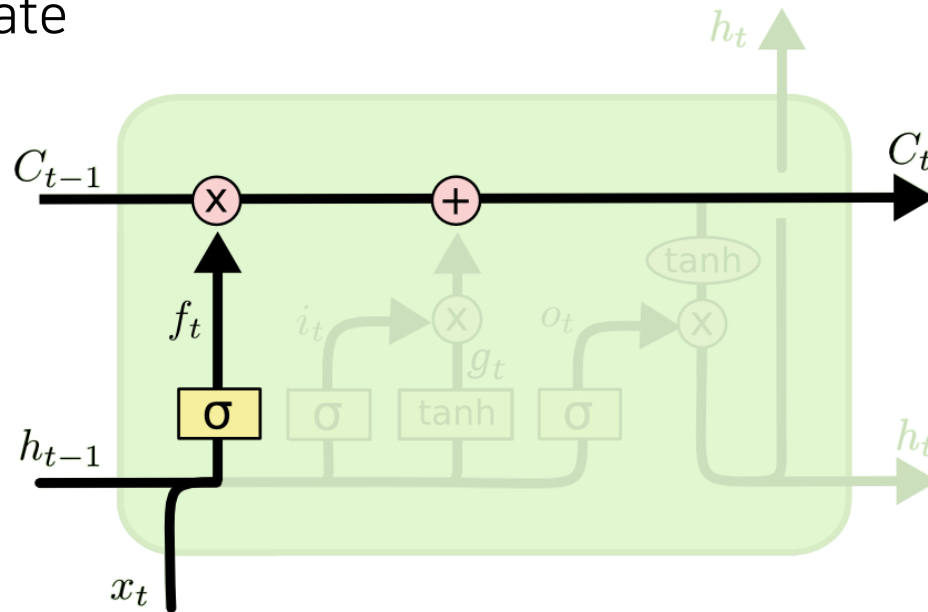 ate
h_t
C_{t-1}
C_t
x
+
tanh
f_t
i_t
x
o_t
x
g_t
σ
σ
tanh
σ
h_{t-1}
h_t
x_t